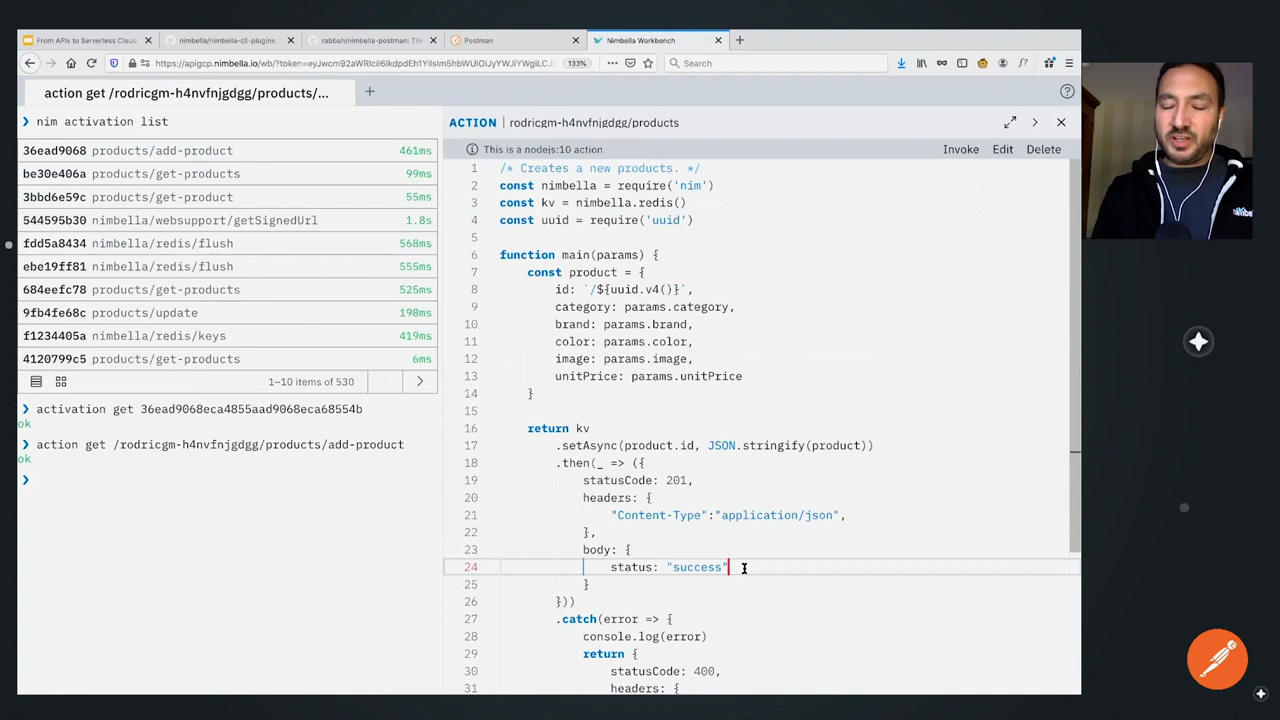 From APIs to Serverless Cloud
nimbella/nimbella-cli-plugins:
rabbah/nimbella-postman: The
Postman
Nimbella Workbench
133%
Search
action get /rodricgm-h4nvfnjgdgg/products/...
❯ nim activation list
36ead9068 products/add-product 461ms
be30e406a products/get-products 99ms
3bbd6e59c products/get-product 55ms
544595b30 nimbella/websupport/getSignedUrl 1.8s
fdd5a8434 nimbella/redis/flush 568ms
ebe19ff81 nimbella/redis/flush 555ms
684eefc78 products/get-products 525ms
9fb4fe68c products/update 198ms
f1234405a nimbella/redis/keys 419ms
4120799c5 products/get-products 6ms
1–10 items of 530
❯ activation get 36ead9068eca4855aad9068eca68554b
ok
❯ action get /rodricgm-h4nvfnjgdgg/products/add-product
ok
❯
ACTION | rodricgm-h4nvfnjgdgg/products
This is a nodejs:10 action Invoke Edit Delete
1 /* Creates a new products. */
2 const nimbella = require('nim')
3 const kv = nimbella.redis()
4 const uuid = require('uuid')
5
6 function main(params) {
7 const product = {
8 id: `/${uuid.v4()}`,
9 category: params.category,
10 brand: params.brand,
11 color: params.color,
12 image: params.image,
13 unitPrice: params.unitPrice
14 }
15
16 return kv
17 .setAsync(product.id, JSON.stringify(product))
18 .then(_ => ({
19 statusCode: 201,
20 headers: {
21 "Content-Type":"application/json",
22 },
23 body: {
24 status: "success"
25 }
26 }))
27 .catch(error => {
28 console.log(error)
29 return {
30 statusCode: 400,
31 headers: {